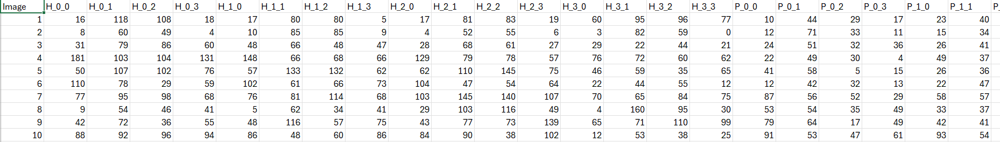 Image H_0_0 H_0_1 H_0_2 H_0_3 H_1_0 H_1_1 H_1_2 H_1_3 H_2_0 H_2_1 H_2_2 H_2_3 H_3_0 H_3_1 H_3_2 H_3_3 P_0_0 P_0_1 P_0_2 P_0_3 P_1_0 P_1_1 P_
1 16 118 108 18 17 80 80 5 17 81 83 19 60 95 96 77 10 44 29 17 23 40
2 8 60 49 4 10 85 85 9 4 52 55 6 3 82 59 0 12 71 33 11 15 34
3 31 79 86 60 48 66 48 47 28 68 61 27 29 22 44 21 24 51 32 36 26 41
4 181 103 104 131 148 66 68 66 129 79 78 57 76 72 60 62 22 49 30 4 49 37
5 50 107 102 76 57 133 132 62 62 110 145 75 46 59 35 65 41 58 5 15 26 36
6 110 78 29 59 102 61 66 73 104 47 54 64 22 44 55 12 12 42 32 13 22 47
7 77 95 98 68 76 81 114 68 103 145 140 107 70 65 84 75 87 56 52 29 58 57
8 9 54 46 41 5 62 34 41 29 103 116 49 4 160 95 30 53 54 35 49 33 37
9 42 72 36 55 48 116 57 75 43 77 73 139 65 71 110 99 79 64 17 49 42 41
10 88 92 96 94 86 48 60 86 84 90 38 102 12 53 38 25 91 53 47 61 93 54